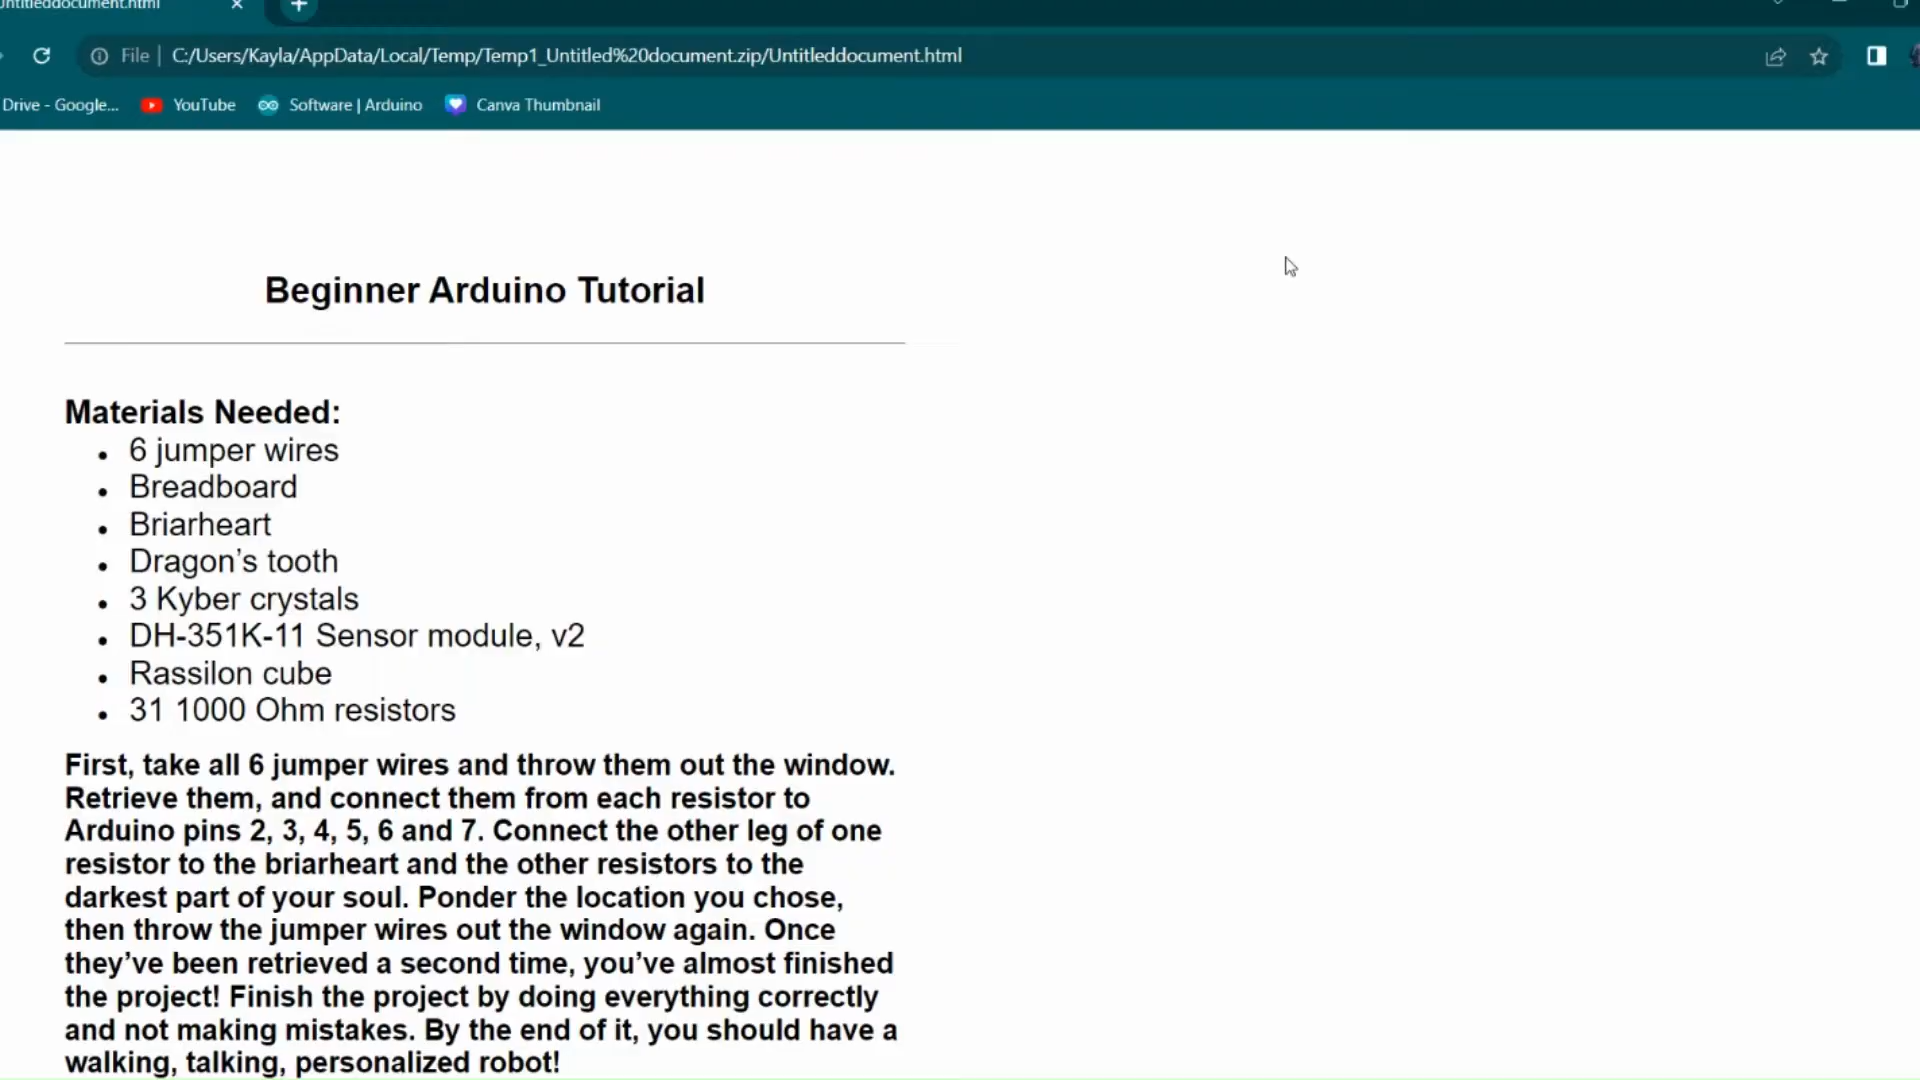 Untitleddocument.html
File | C:/Users/Kayla/AppData/Local/Temp/Temp1_Untitled%20document.zip/Untitleddocument.html
Drive - Google... YouTube Software | Arduino Canva Thumbnail
Beginner Arduino Tutorial
Materials Needed:
• 6 jumper wires
• Breadboard
• Briarheart
• Dragon’s tooth
• 3 Kyber crystals
• DH-351K-11 Sensor module, v2
• Rassilon cube
• 31 1000 Ohm resistors
First, take all 6 jumper wires and throw them out the window.
Retrieve them, and connect them from each resistor to
Arduino pins 2, 3, 4, 5, 6 and 7. Connect the other leg of one
resistor to the briarheart and the other resistors to the
darkest part of your soul. Ponder the location you chose,
then throw the jumper wires out the window again. Once
they’ve been retrieved a second time, you’ve almost finished
the project! Finish the project by doing everything correctly
and not making mistakes. By the end of it, you should have a
walking, talking, personalized robot!